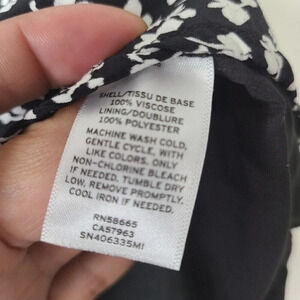 SHELL/TISSU DE BASE
100% VISCOSE
LINING/DOUBLURE
100% POLYESTER
MACHINE WASH COLD,
GENTLE CYCLE, WITH
LIKE COLORS. ONLY
NON-CHLORINE BLEACH
IF NEEDED. TUMBLE DRY
LOW, REMOVE PROMPTLY.
COOL IRON IF NEEDED.
RN58665
CA57963
SN406335MI